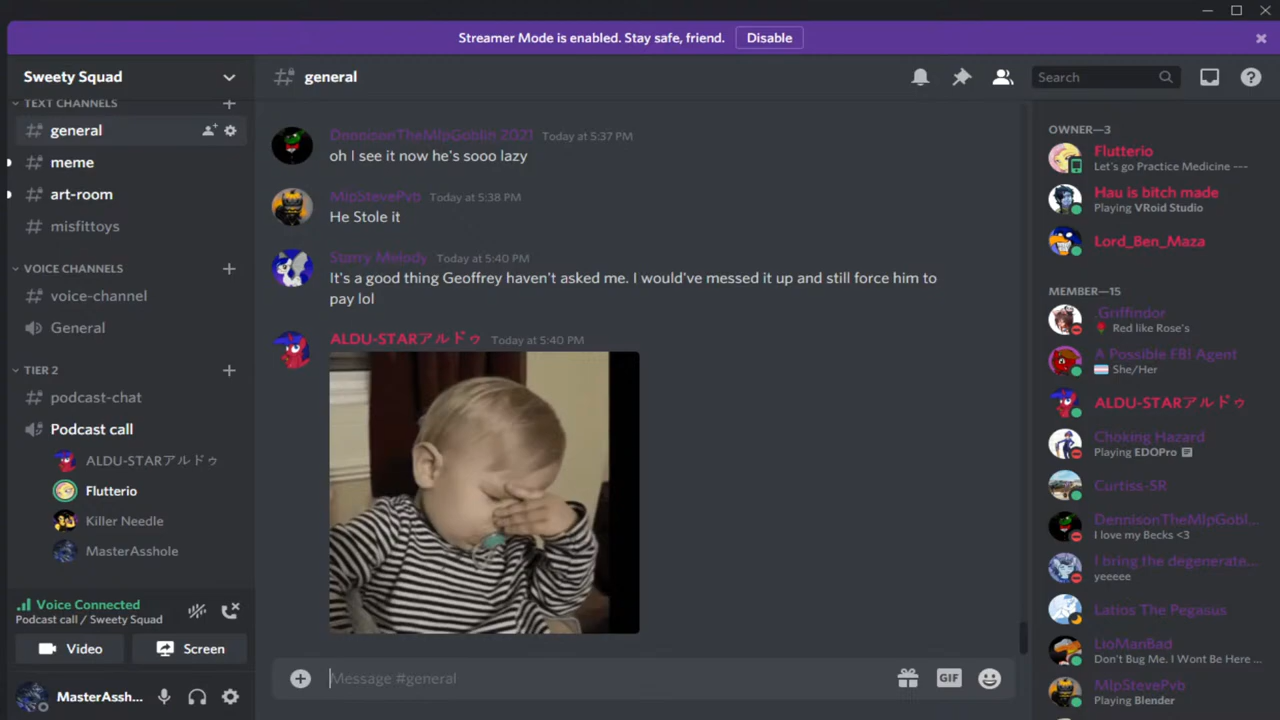 Streamer Mode is enabled. Stay safe, friend.
Disable
Sweety Squad
TEXT CHANNELS
general
meme
art-room
misfittoys
VOICE CHANNELS
voice-channel
General
TIER 2
podcast-chat
Podcast call
ALDU-STARアルドゥ
Flutterio
Killer Needle
MasterAsshole
Voice Connected
Podcast call / Sweety Squad
Video
Screen
MasterAssh...
general
Search
DennisonTheMlpGoblin 2021 Today at 5:37 PM
oh I see it now he's sooo lazy
MlpStevePvb Today at 5:38 PM
He Stole it
Starry Melody Today at 5:40 PM
It's a good thing Geoffrey haven't asked me. I would've messed it up and still force him to
pay lol
ALDU-STARアルドゥ Today at 5:40 PM
Message #general
GIF
OWNER—3
Flutterio
Let's go Practice Medicine ----
Hau is bitch made
Playing VRoid Studio
Lord_Ben_Maza
MEMBER—15
.Griffindor
Red like Rose's
A Possible FBI Agent
She/Her
ALDU-STARアルドゥ
Choking Hazard
Playing EDOPro
Curtiss-SR
DennisonTheMlpGobl...
I love my Becks <3
I bring the degenerate...
yeeeee
Latios The Pegasus
LioManBad
Don't Bug Me. I Wont Be Here ...
MlpStevePvb
Playing Blender